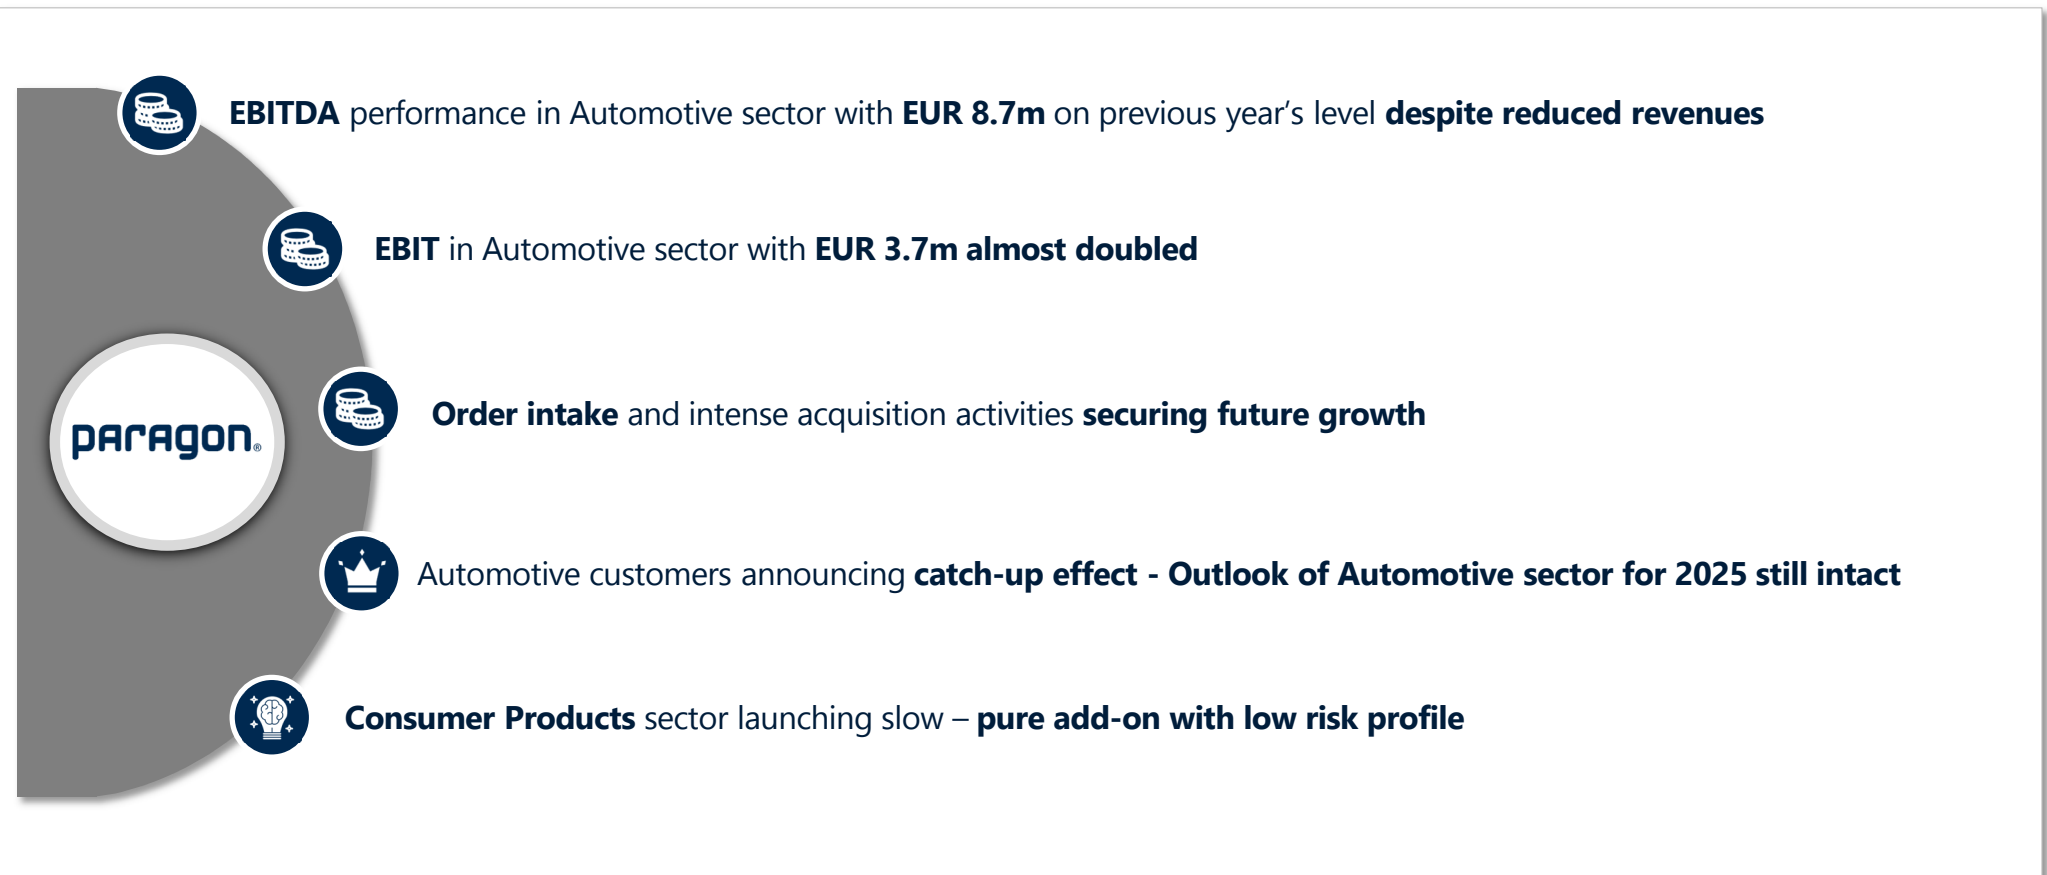 EBITDA performance in Automotive sector with EUR 8.7m on previous year’s level despite reduced revenues
EBIT in Automotive sector with EUR 3.7m almost doubled
Order intake and intense acquisition activities securing future growth
paragon®
Automotive customers announcing catch-up effect - Outlook of Automotive sector for 2025 still intact
Consumer Products sector launching slow – pure add-on with low risk profile